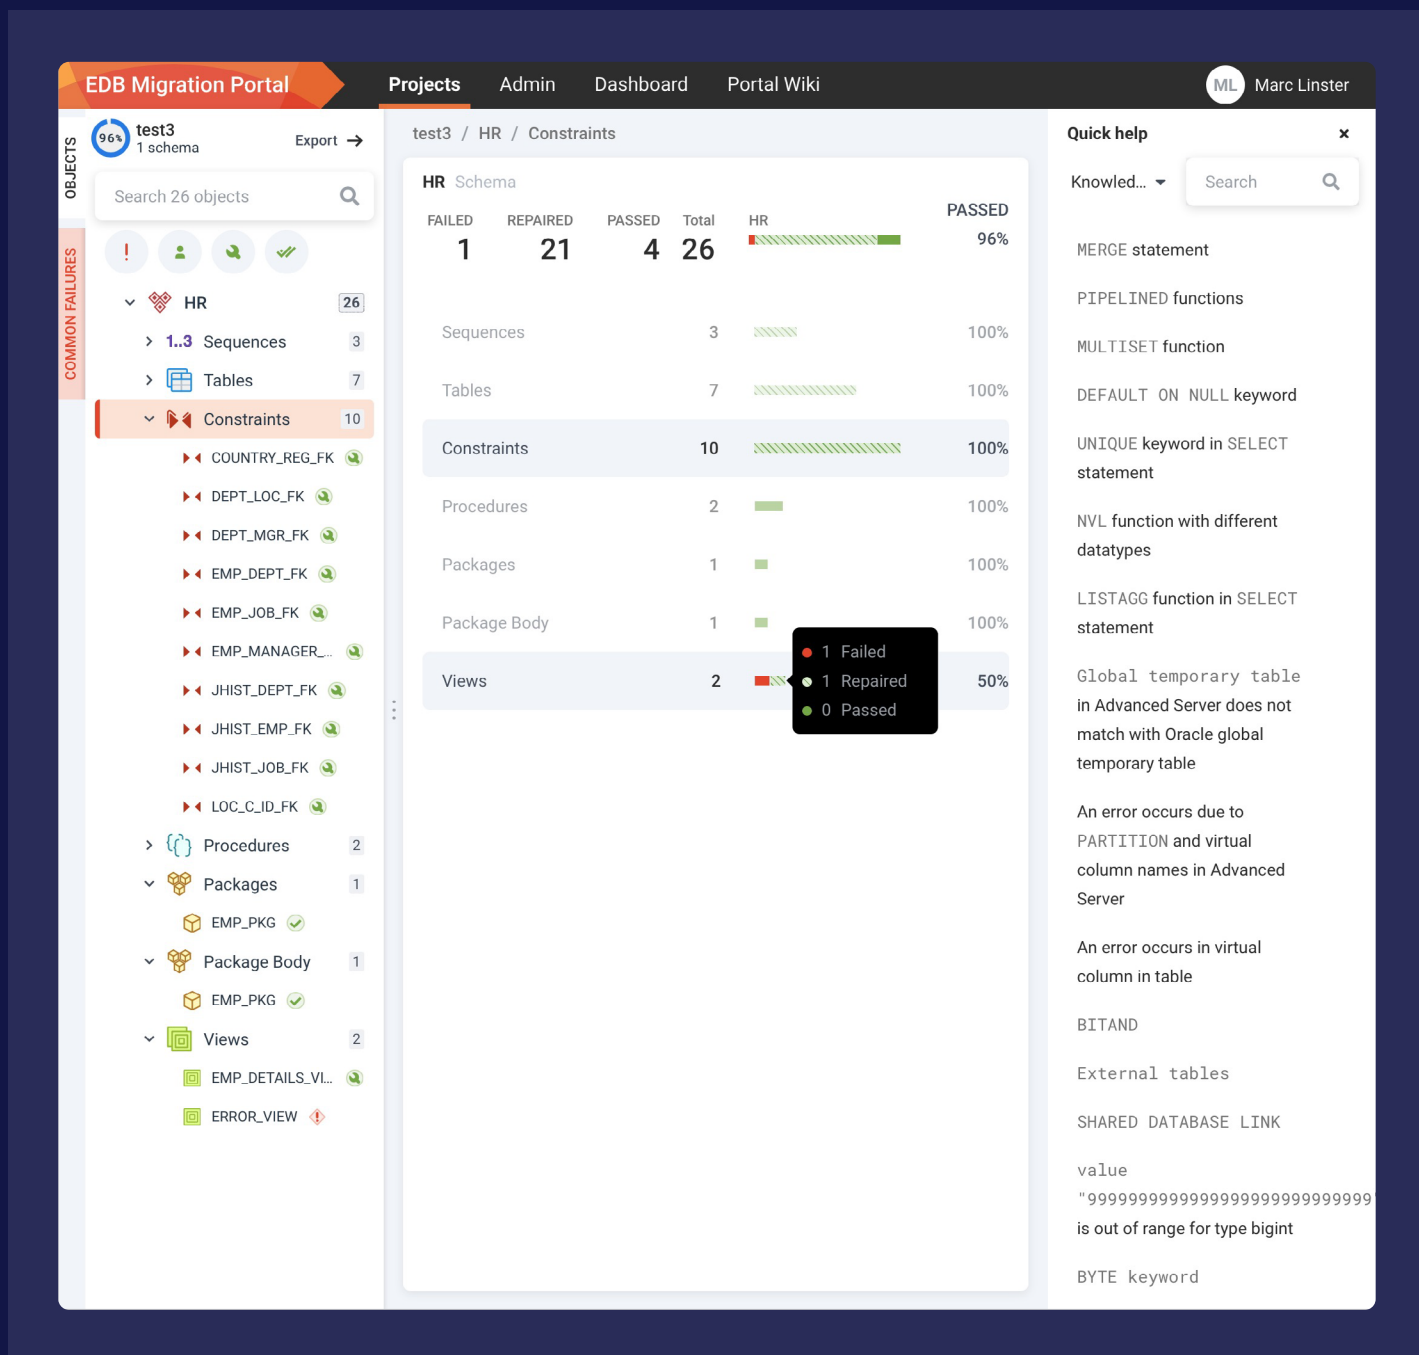 EDB Migration Portal
Projects
Admin
Dashboard
Portal Wiki
ML
Marc Linster
OBJECTS
COMMON FAILURES
96%
test3
1 schema
Export →
Search 26 objects
HR 26
1..3 Sequences 3
Tables 7
Constraints 10
COUNTRY_REG_FK
DEPT_LOC_FK
DEPT_MGR_FK
EMP_DEPT_FK
EMP_JOB_FK
EMP_MANAGER_...
JHIST_DEPT_FK
JHIST_EMP_FK
JHIST_JOB_FK
LOC_C_ID_FK
Procedures 2
Packages 1
EMP_PKG
Package Body 1
EMP_PKG
Views 2
EMP_DETAILS_VI...
ERROR_VIEW
test3 / HR / Constraints
HR Schema
FAILED REPAIRED PASSED Total HR PASSED
1 21 4 26 96%
Sequences 3 100%
Tables 7 100%
Constraints 10 100%
Procedures 2 100%
Packages 1 100%
Package Body 1 100%
Views 2 50%
1 Failed
1 Repaired
0 Passed
Quick help
×
Knowled...
Search
MERGE statement
PIPELINED functions
MULTISET function
DEFAULT ON NULL keyword
UNIQUE keyword in SELECT
statement
NVL function with different
datatypes
LISTAGG function in SELECT
statement
Global temporary table
in Advanced Server does not
match with Oracle global
temporary table
An error occurs due to
PARTITION and virtual
column names in Advanced
Server
An error occurs in virtual
column in table
BITAND
External tables
SHARED DATABASE LINK
value
"9999999999999999999999999999"
is out of range for type bigint
BYTE keyword